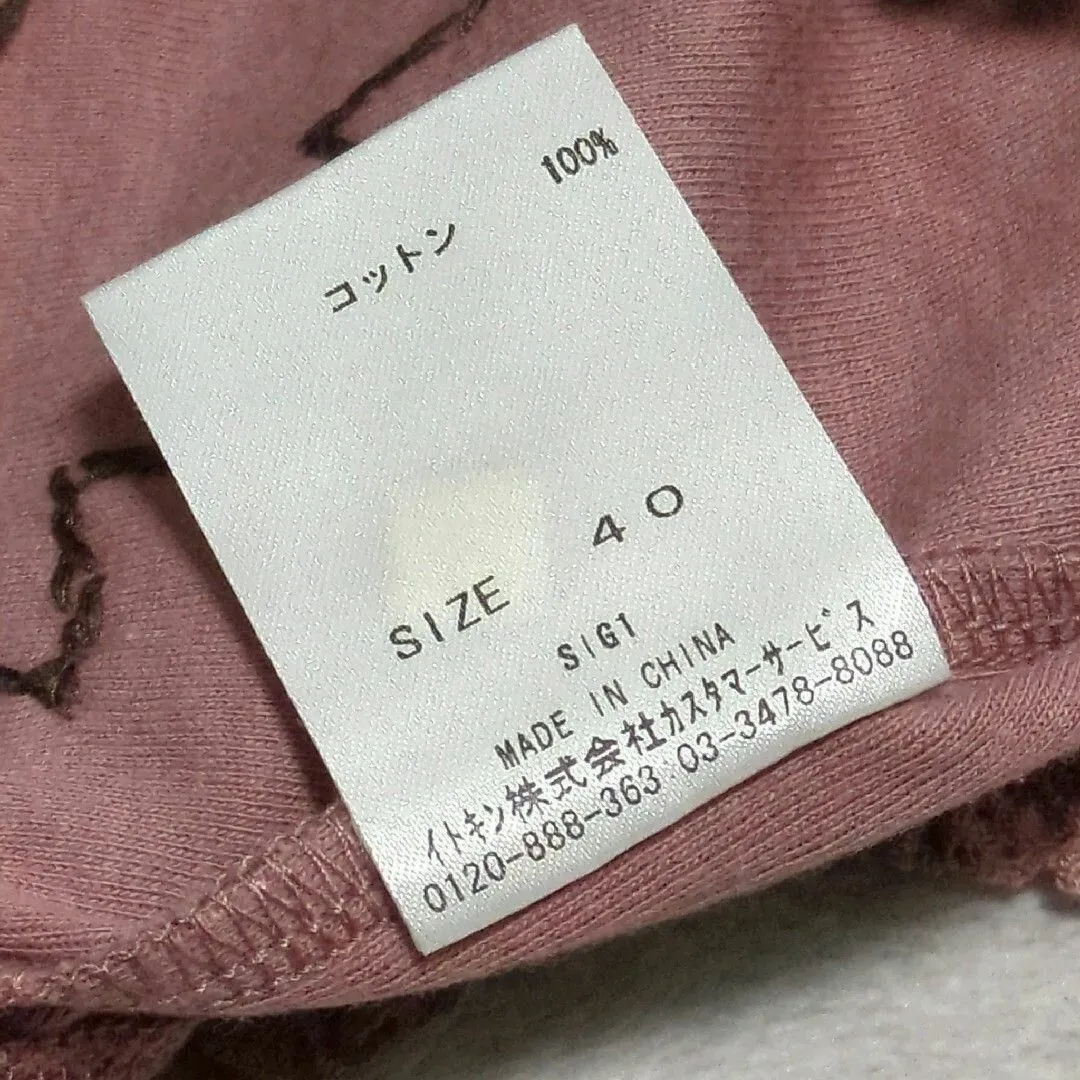 コットン 100%
SIZE 40
SIG1
MADE IN CHINA
イトキン株式会社カスタマーサービス
0120-888-363 03-3478-8088